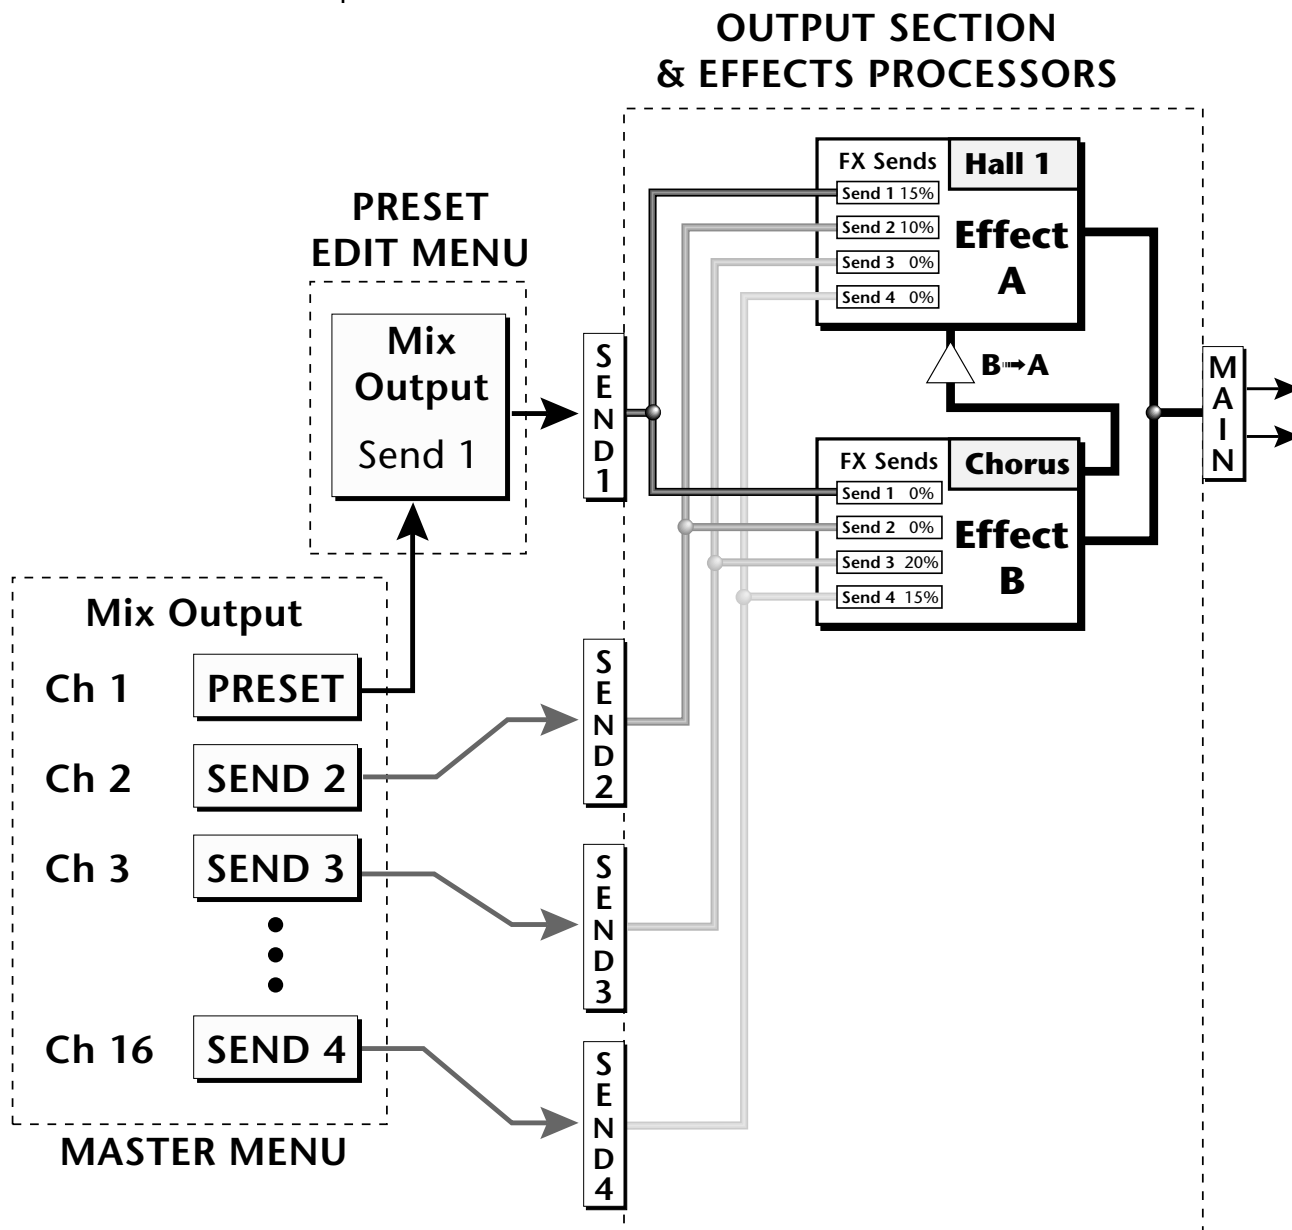 OUTPUT SECTION
& EFFECTS PROCESSORS
PRESET
EDIT MENU
Mix
Output
Send 1
FX Sends
Hall 1
Send 1 15%
Send 2 10%
Send 3 0%
Send 4 0%
Effect
A
B➟A
FX Sends
Chorus
Send 1 0%
Send 2 0%
Send 3 20%
Send 4 15%
Effect
B
MAIN
SEND1
SEND2
SEND3
SEND4
Mix Output
Ch 1 PRESET
Ch 2 SEND 2
Ch 3 SEND 3
Ch 16 SEND 4
MASTER MENU